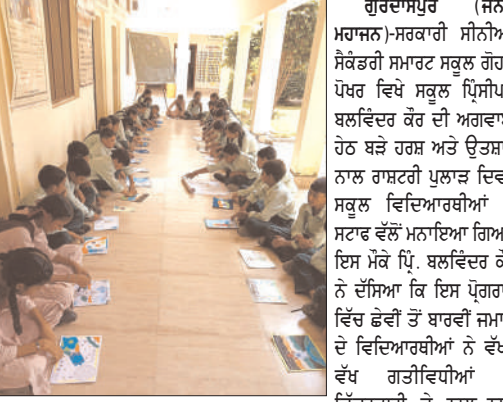 ਗੁਰਦਾਸਪੁਰ (ਜਨ
ਮਹਾਜਨ)-ਸਰਕਾਰੀ ਸੀਨੀਅ
ਸੈਕੰਡਰੀ ਸਮਾਰਟ ਸਕੂਲ ਗੋਹ
ਪੋਖਰ ਵਿਖੇ ਸਕੂਲ ਪ੍ਰਿੰਸੀਪ
ਬਲਵਿੰਦਰ ਕੌਰ ਦੀ ਅਗਵਾ
ਹੇਠ ਬੜੇ ਹਰਸ਼ ਅਤੇ ਉਤਸ਼ਾ
ਨਾਲ ਰਾਸ਼ਟਰੀ ਪੁਲਾੜ ਦਿਵ
ਸਕੂਲ ਵਿਦਿਆਰਥੀਆਂ
ਸਟਾਫ ਵੱਲੋਂ ਮਨਾਇਆ ਗਿਆ
ਇਸ ਮੌਕੇ ਪ੍ਰਿੰ. ਬਲਵਿੰਦਰ ਕੌ
ਨੇ ਦੱਸਿਆ ਕਿ ਇਸ ਪ੍ਰੋਗਰਾ
ਵਿੱਚ ਛੇਵੀਂ ਤੋਂ ਬਾਰਵੀਂ ਜਮਾ
ਦੇ ਵਿਦਿਆਰਥੀਆਂ ਨੇ ਵੱਖ
ਵੱਖ ਗਤੀਵਿਧੀਆਂ